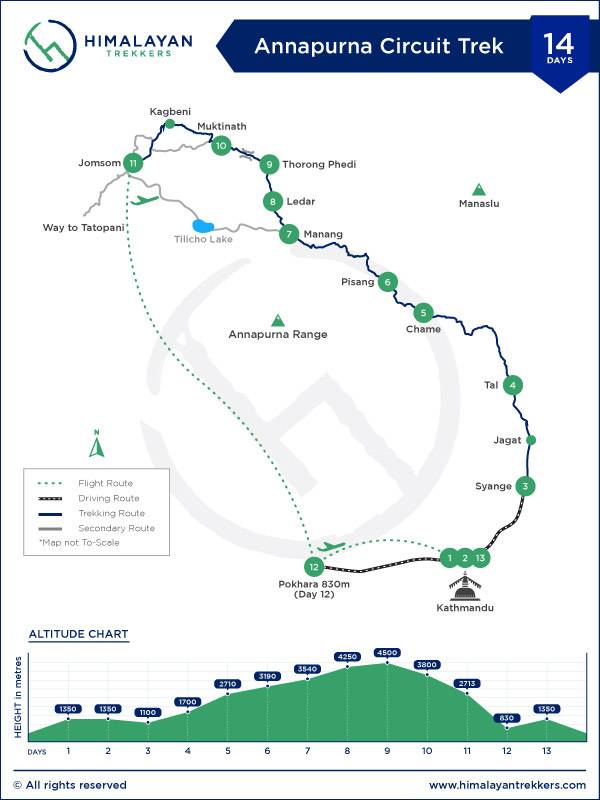 HIMALAYAN
TREKKERS
Annapurna Circuit Trek
14
DAYS
Kagbeni
Muktinath
10
Jomsom
11
9
Thorong Phedi
8
Ledar
Manaslu
Way to Tatopani
Tilicho Lake
7
Manang
Pisang
6
5
Chame
Annapurna Range
Tal
4
Jagat
Syange
3
N
Flight Route
Driving Route
Trekking Route
Secondary Route
*Map not To-Scale
1 2 13
12
Pokhara 830m
(Day 12)
Kathmandu
ALTITUDE CHART
HEIGHT in metres
1350 1350 1100 1700 2710 3190 3540 4250 4500 3800 2713 830 1350
DAYS 1 2 3 4 5 6 7 8 9 10 11 12 13
© All rights reserved
www.himalayantrekkers.com